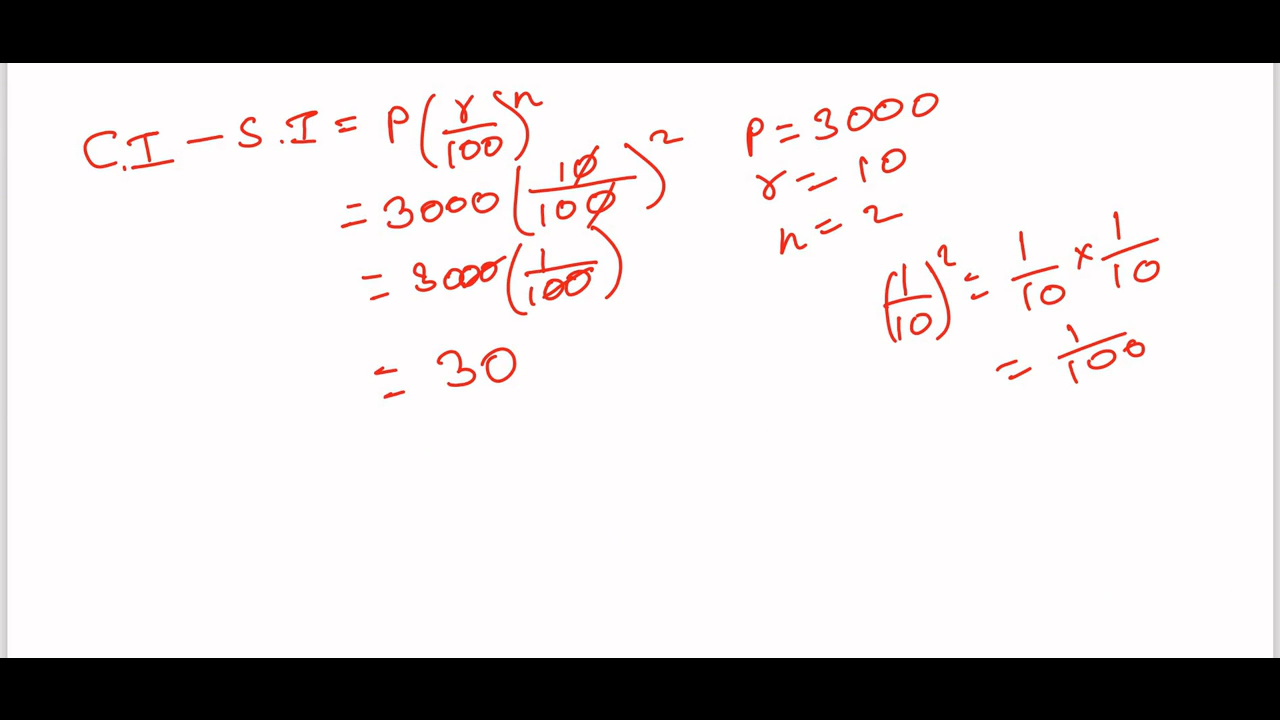 C.I - S.I = P(r/100)^n
= 3000(10/100)^2
= 3000(1/100)
= 30
P = 3000
r = 10
n = 2
(1/10)^2 = 1/10 × 1/10
= 1/100